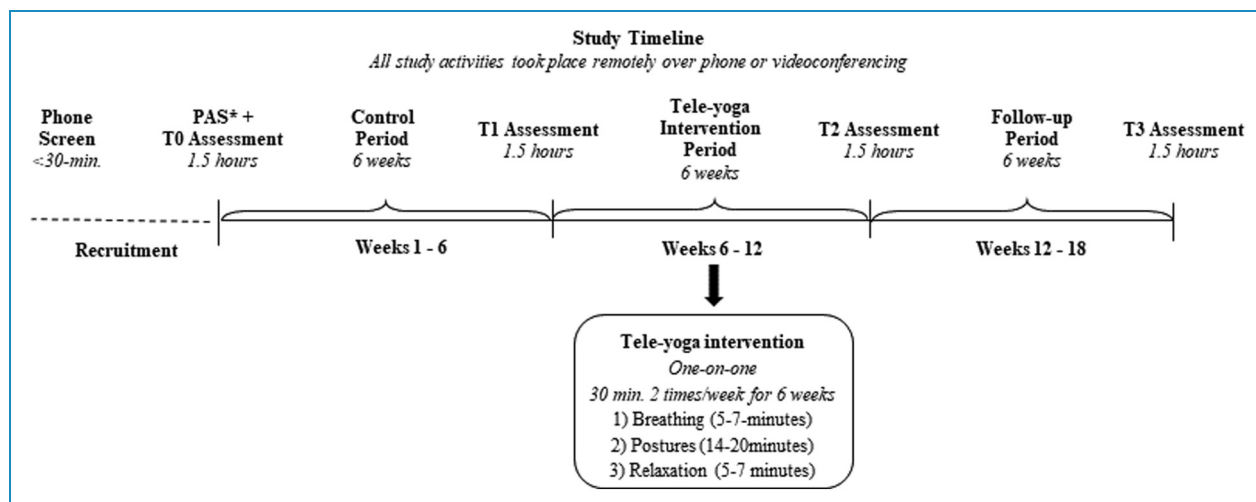 Study Timeline
All study activities took place remotely over phone or videoconferencing
Phone
Screen
<30-min.
PAS* +
T0 Assessment
1.5 hours
Control
Period
6 weeks
T1 Assessment
1.5 hours
Tele-yoga
Intervention
Period
6 weeks
T2 Assessment
1.5 hours
Follow-up
Period
6 weeks
T3 Assessment
1.5 hours
Recruitment
Weeks 1 - 6
Weeks 6 - 12
Weeks 12 - 18
Tele-yoga intervention
One-on-one
30 min. 2 times/week for 6 weeks
1) Breathing (5-7-minutes)
2) Postures (14-20minutes)
3) Relaxation (5-7 minutes)